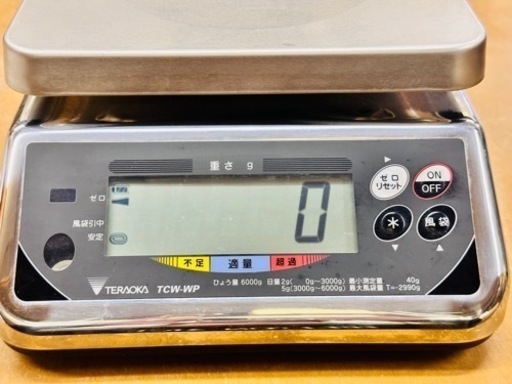 重さ g
ゼロ
風袋引中
安定
0
ゼロ
リセット
ON
OFF
＊
風袋
不足 適量 超過
TERAOKA TCW-WP
ひょう量 6000g 目量2g( 0g~3000g) 最小測定量 40g
5g(3000g~6000g) 最大風袋量 T=-2990g